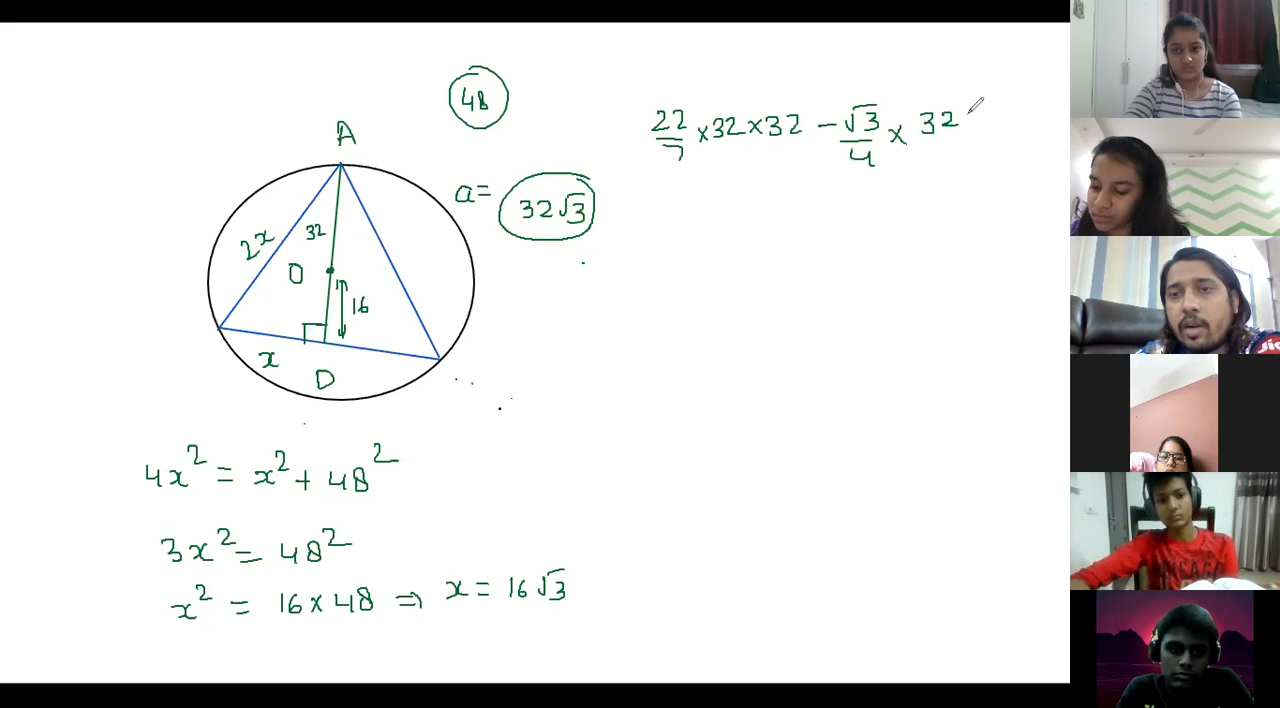 48
A
22/7 × 32 × 32 − √3/4 × 32
a = 32√3
2x
32
O
16
x
D
4x² = x² + 48²
3x² = 48²
x² = 16 × 48 ⇒ x = 16√3